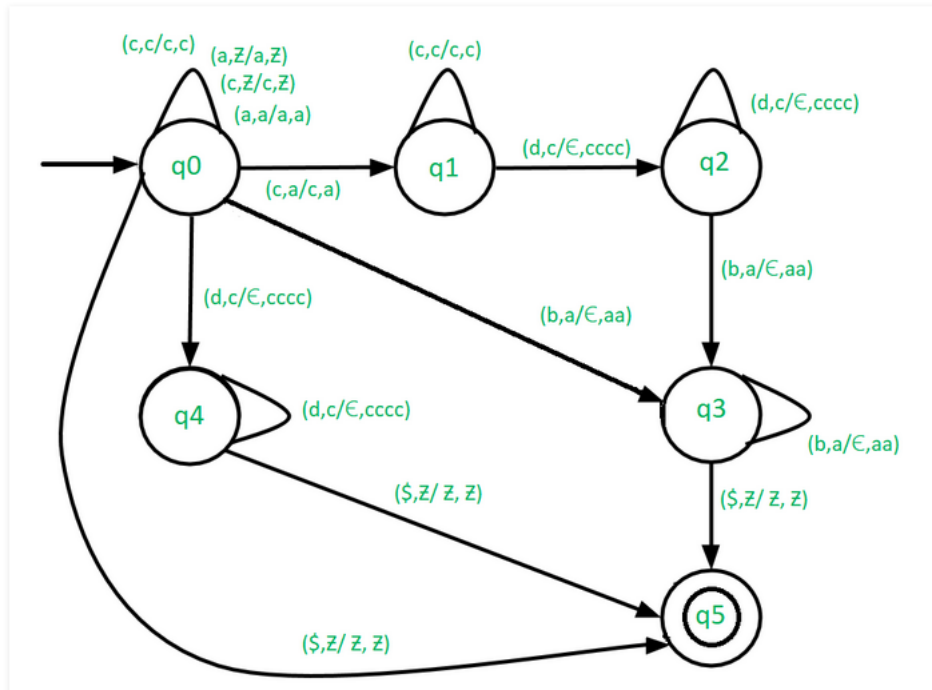 (c,c/c,c)
(a,Ƶ/a,Ƶ)
(c,Ƶ/c,Ƶ)
(a,a/a,a)
(c,c/c,c)
(d,c/Є,cccc)
q0
q1
q2
(d,c/Є,cccc)
(c,a/c,a)
(b,a/Є,aa)
(d,c/Є,cccc)
(b,a/Є,aa)
q4
(d,c/Є,cccc)
q3
(b,a/Є,aa)
($,Ƶ/ Ƶ, Ƶ)
($,Ƶ/ Ƶ, Ƶ)
q5
($,Ƶ/ Ƶ, Ƶ)